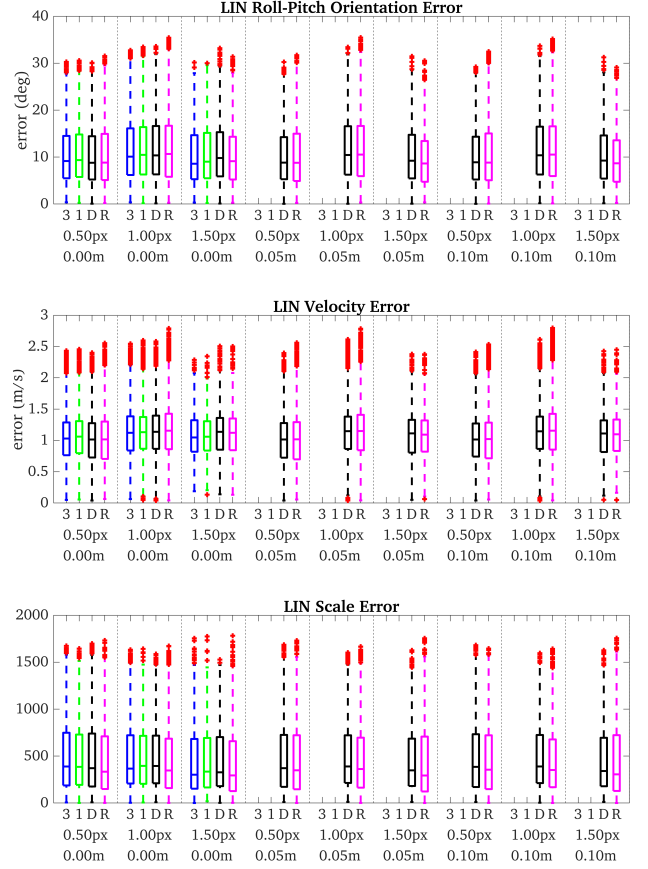 LIN Roll-Pitch Orientation Error
error (deg)
40
30
20
10
0
3 1 D R 3 1 D R 3 1 D R 3 1 D R 3 1 D R 3 1 D R 3 1 D R 3 1 D R 3 1 D R
0.50px 1.00px 1.50px 0.50px 1.00px 1.50px 0.50px 1.00px 1.50px
0.00m 0.00m 0.00m 0.05m 0.05m 0.05m 0.10m 0.10m 0.10m
LIN Velocity Error
error (m/s)
3
2.5
2
1.5
1
0.5
0
3 1 D R 3 1 D R 3 1 D R 3 1 D R 3 1 D R 3 1 D R 3 1 D R 3 1 D R 3 1 D R
0.50px 1.00px 1.50px 0.50px 1.00px 1.50px 0.50px 1.00px 1.50px
0.00m 0.00m 0.00m 0.05m 0.05m 0.05m 0.10m 0.10m 0.10m
LIN Scale Error
2000
1500
1000
500
0
3 1 D R 3 1 D R 3 1 D R 3 1 D R 3 1 D R 3 1 D R 3 1 D R 3 1 D R 3 1 D R
0.50px 1.00px 1.50px 0.50px 1.00px 1.50px 0.50px 1.00px 1.50px
0.00m 0.00m 0.00m 0.05m 0.05m 0.05m 0.10m 0.10m 0.10m